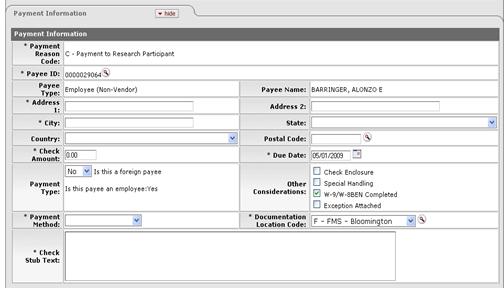 Payment Information
hide
Payment Information
* Payment Reason Code:
C - Payment to Research Participant
* Payee ID:
0000029064
Payee Type:
Employee (Non-Vendor)
Payee Name:
BARRINGER, ALONZO E
* Address 1:
Address 2:
* City:
State:
Country:
Postal Code:
* Check Amount:
0.00
* Due Date:
05/01/2009
Payment Type:
No Is this a foreign payee
Is this payee an employee:Yes
Other Considerations:
Check Enclosure
Special Handling
W-9/W-8BEN Completed
Exception Attached
* Payment Method:
* Documentation Location Code:
F - FMS - Bloomington
* Check Stub Text: